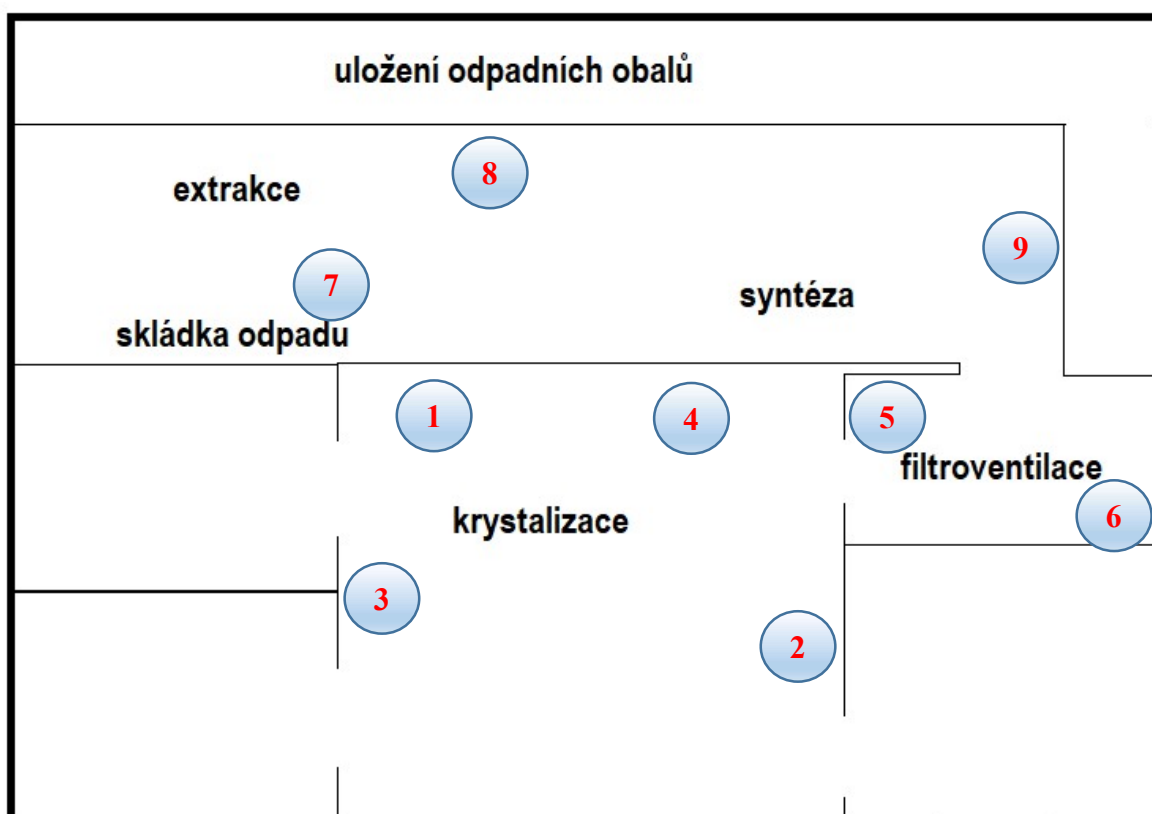 uložení odpadních obalů
8
extrakce
9
7
syntéza
skládka odpadu
1
4
5
filtroventilace
6
krystalizace
3
2